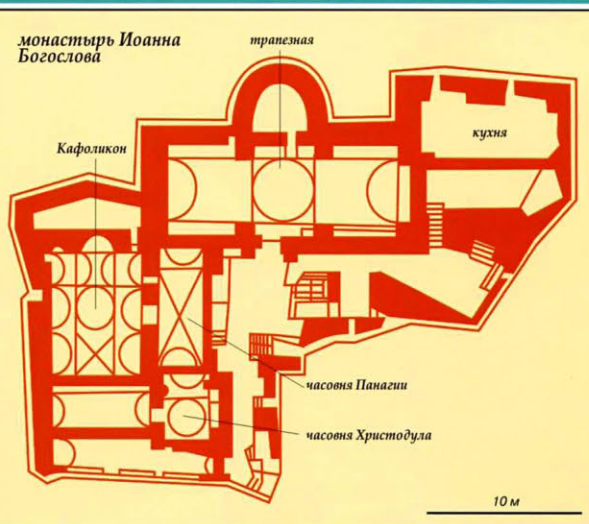 монастырь Иоанна
Богослова
трапезная
Кафоликон
кухня
часовня Панагии
часовня Христодула
10 м